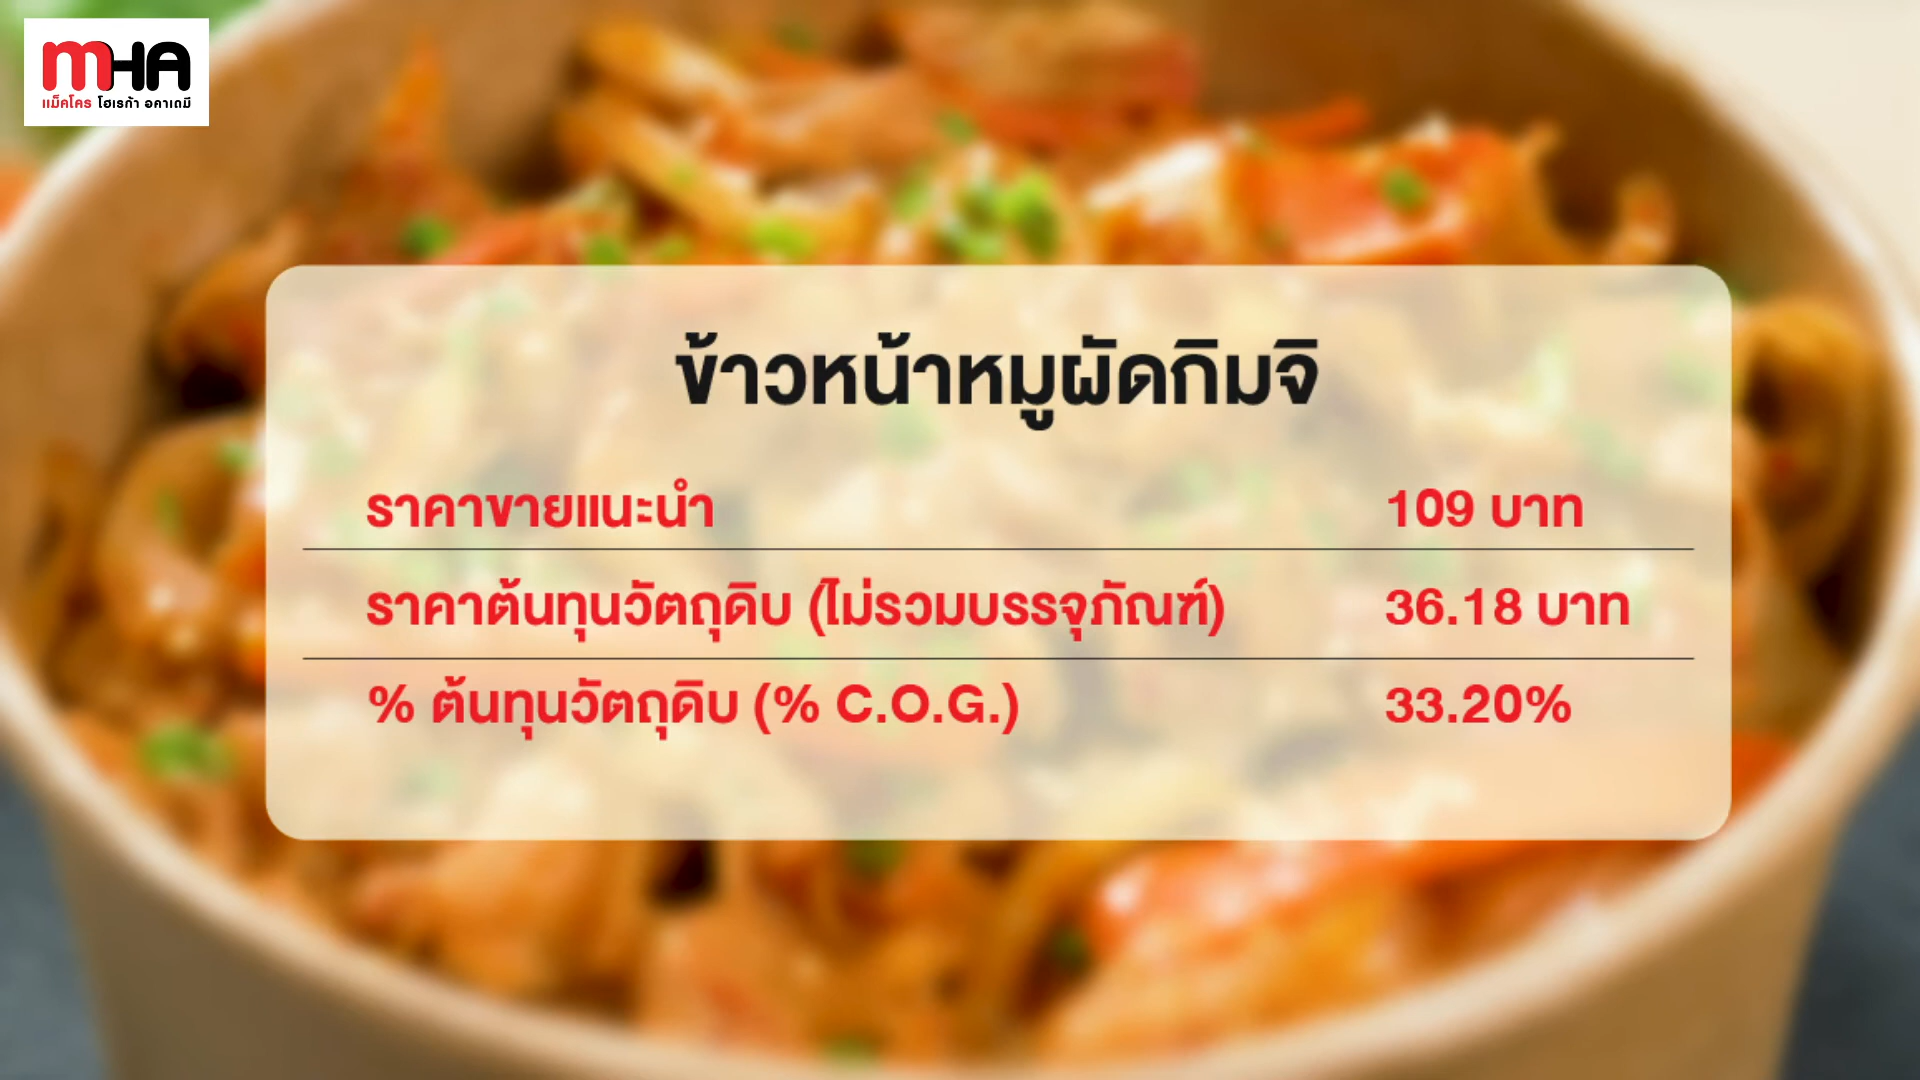 MHA
แม็คโคร โฮเรก้า อคาเดมี
ข้าวหน้าหมูผัดกิมจิ
ราคาขายแนะนำ 109 บาท
ราคาต้นทุนวัตถุดิบ (ไม่รวมบรรจุภัณฑ์) 36.18 บาท
% ต้นทุนวัตถุดิบ (% C.O.G.) 33.20%